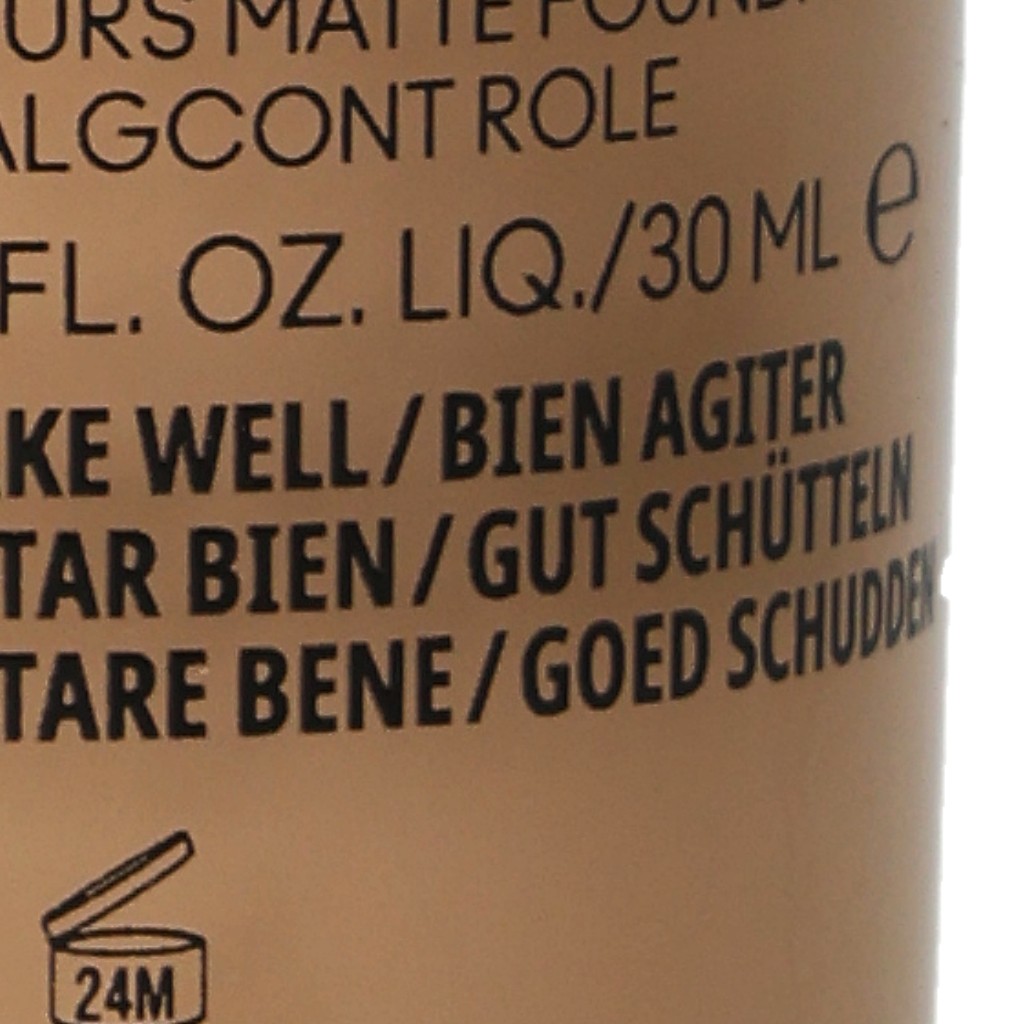 URS MATTE FOUND
ALGCONT ROLE
FL. OZ. LIQ./30 ML e
KE WELL/BIEN AGITER
TAR BIEN/GUT SCHÜTTELN
TARE BENE/GOED SCHUDDEN
24M